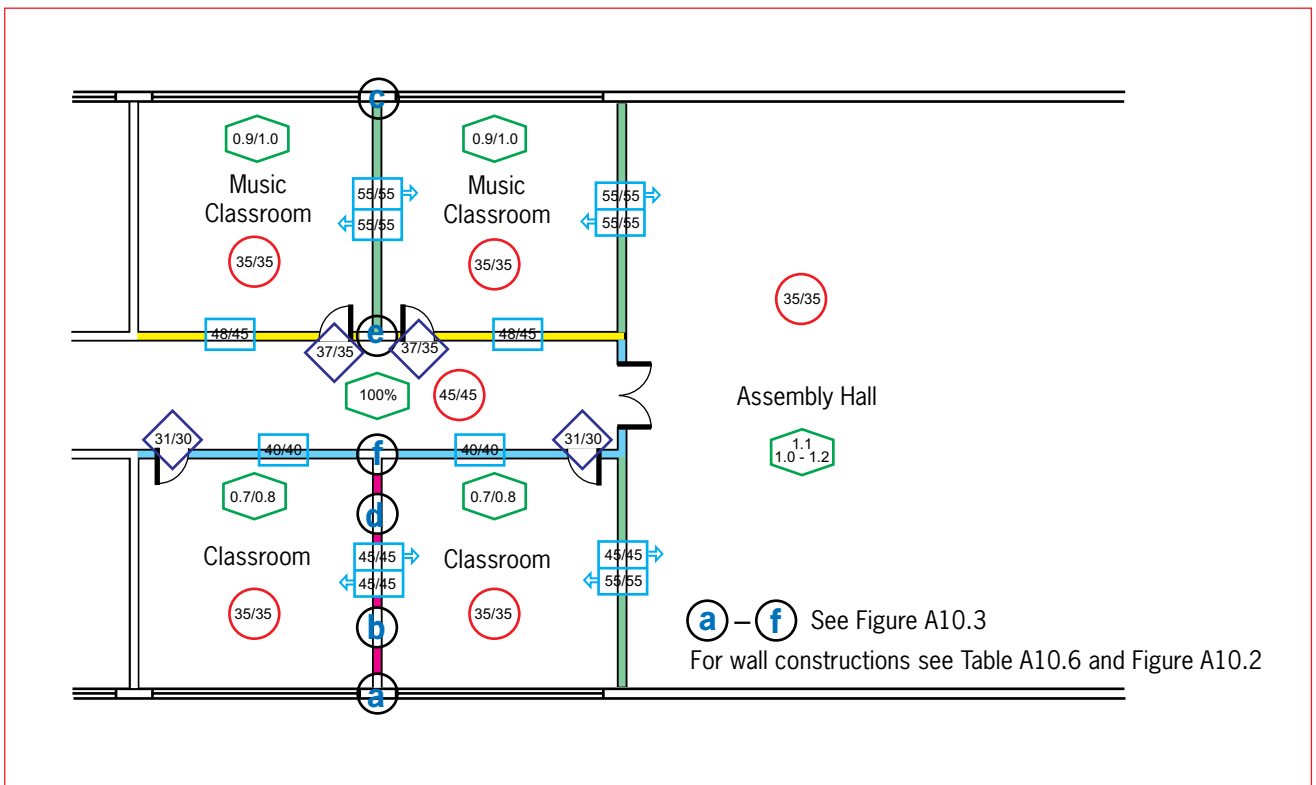 c
0.9/1.0
0.9/1.0
Music
Classroom
Music
Classroom
55/55
55/55
55/55
55/55
35/35
35/35
35/35
48/45
e
48/45
37/35
37/35
100%
45/45
Assembly Hall
1.1
1.0 - 1.2
31/30
40/40
f
40/40
31/30
0.7/0.8
0.7/0.8
d
Classroom
Classroom
45/45
45/45
45/45
55/55
35/35
35/35
b
a – f See Figure A10.3
For wall constructions see Table A10.6 and Figure A10.2
a